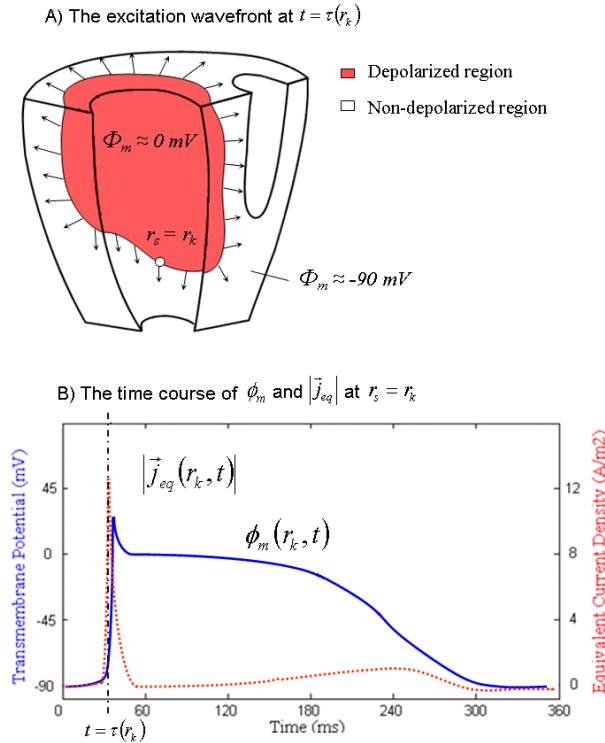 A) The excitation wavefront at t = τ(r_k)
Depolarized region
Non-depolarized region
Φ_m ≈ 0 mV
r_s = r_k
Φ_m ≈ -90 mV
B) The time course of ϕ_m and |j⃗_eq| at r_s = r_k
Transmembrane Potential (mV)
45
0
-45
-90
|j⃗_eq(r_k, t)|
ϕ_m(r_k, t)
12
8
4
0
Equivalent Current Density (A/m2)
0 60 120 180 240 300 360
t = τ(r_k)
Time (ms)